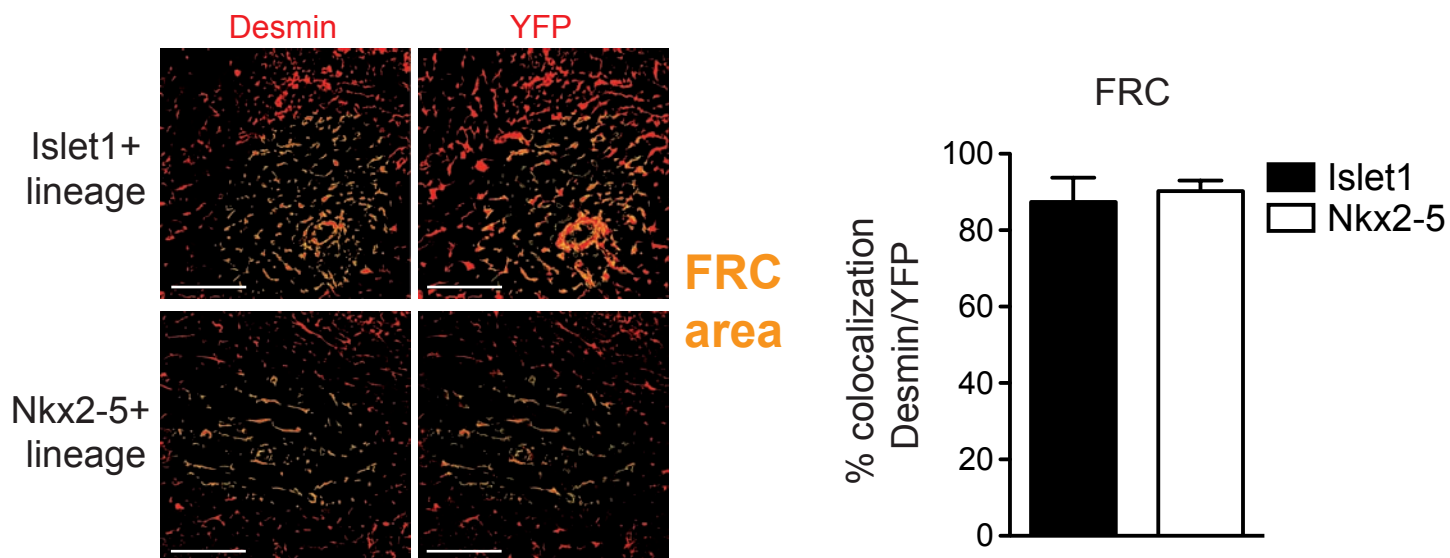 Desmin
YFP
Islet1+
lineage
Nkx2-5+
lineage
FRC
area
FRC
% colocalization
Desmin/YFP
100
80
60
40
20
0
Islet1
Nkx2-5